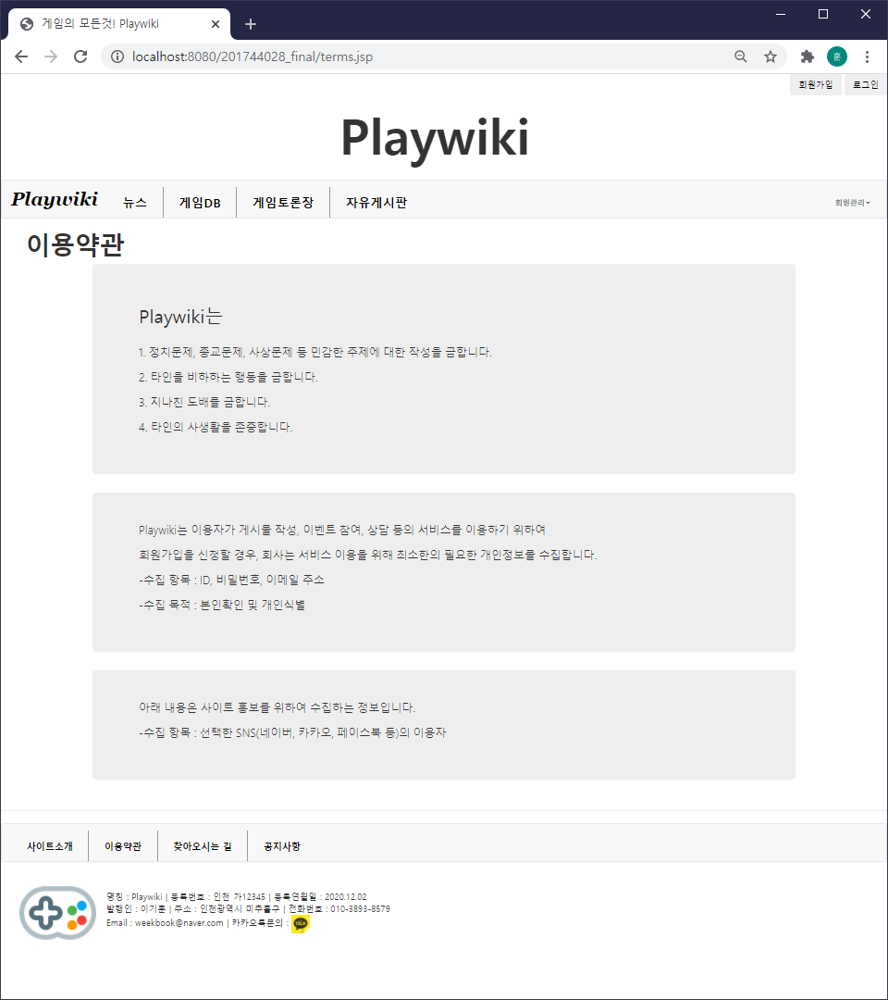 게임의 모든것! Playwiki
localhost:8080/201744028_final/terms.jsp
훈
회원가입 로그인
Playwiki
Playwiki 뉴스 게임DB 게임토론장 자유게시판 회원관리
이용약관
Playwiki는
1. 정치문제, 종교문제, 사상문제 등 민감한 주제에 대한 작성을 금합니다.
2. 타인을 비하하는 행동을 금합니다.
3. 지나친 도배를 금합니다.
4. 타인의 사생활을 존중합니다.
Playwiki는 이용자가 게시물 작성, 이벤트 참여, 상담 등의 서비스를 이용하기 위하여
회원가입을 신청할 경우, 회사는 서비스 이용을 위해 최소한의 필요한 개인정보를 수집합니다.
-수집 항목 : ID, 비밀번호, 이메일 주소
-수집 목적 : 본인확인 및 개인식별
아래 내용은 사이트 홍보를 위하여 수집하는 정보입니다.
-수집 항목 : 선택한 SNS(네이버, 카카오, 페이스북 등)의 이용자
사이트소개 이용약관 찾아오시는 길 공지사항
명칭 : Playwiki | 등록번호 : 인천 가12345 | 등록연월일 : 2020.12.02
발행인 : 이기훈 | 주소 : 인천광역시 미추홀구 | 전화번호 : 010-3893-8579
Email : weekbook@naver.com | 카카오톡문의 : TALK